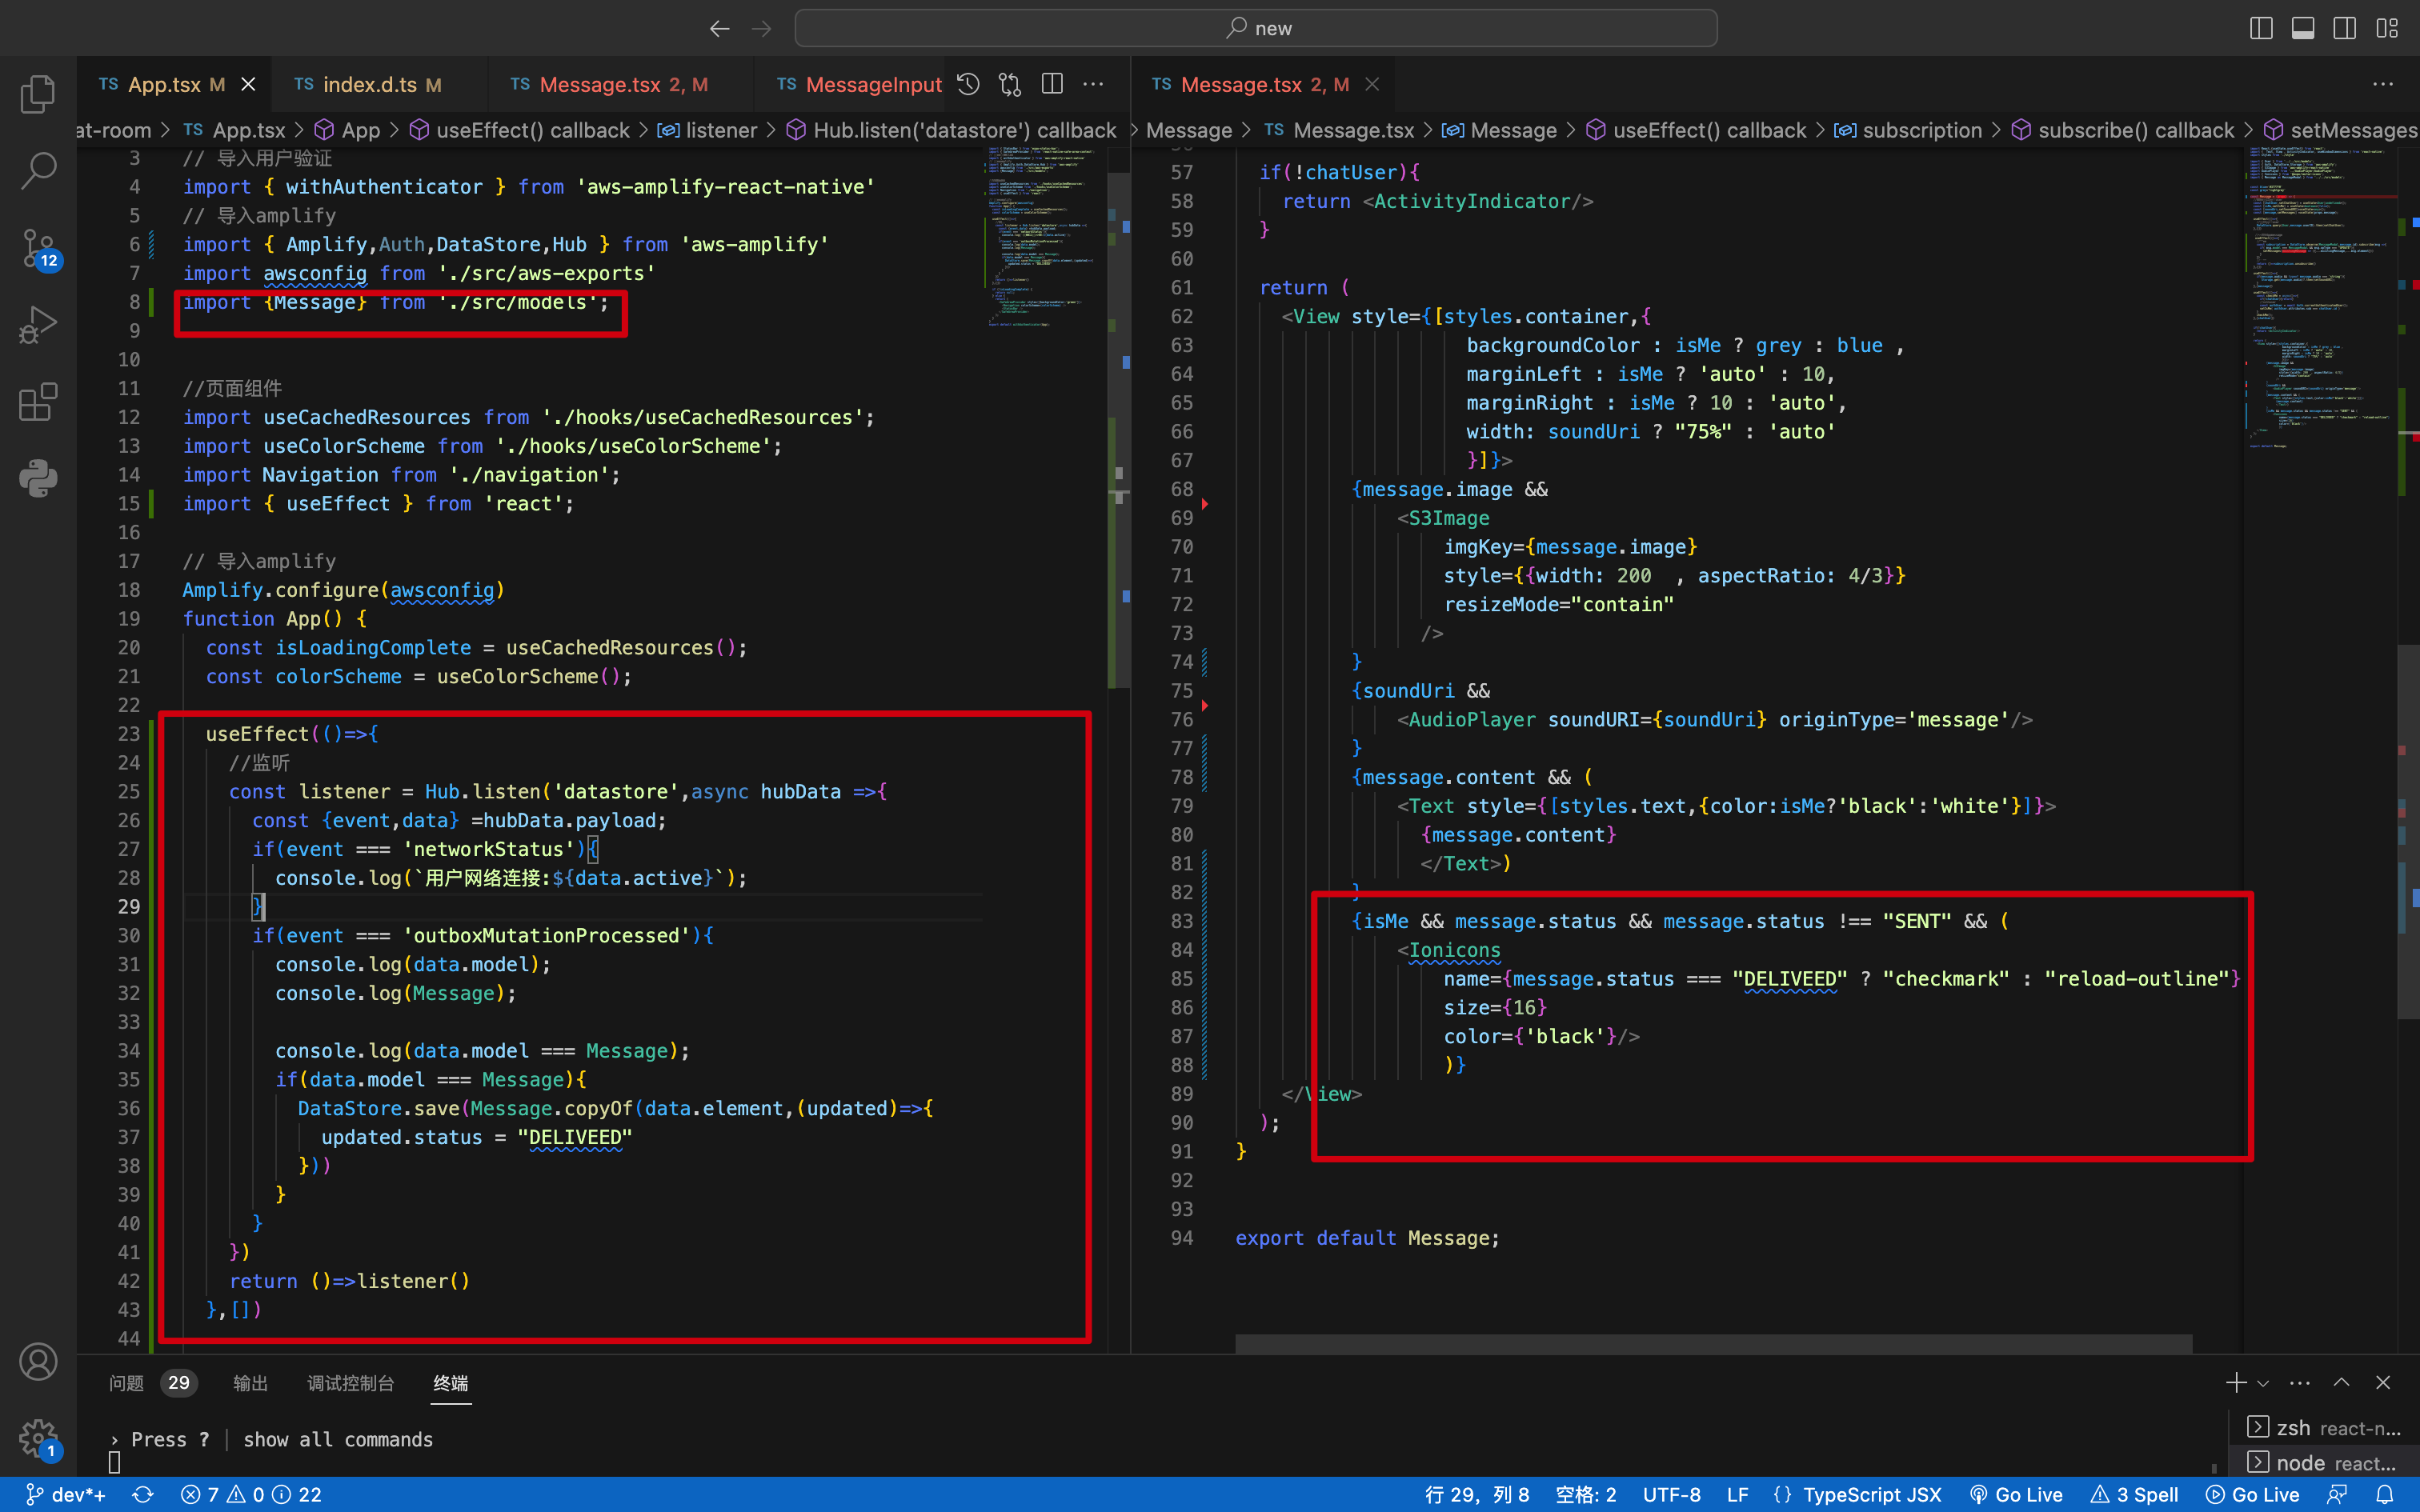 new
TS App.tsx M
TS index.d.ts M
TS Message.tsx 2, M
TS MessageInput
TS Message.tsx 2, M
at-room > TS App.tsx > App > useEffect() callback > listener > Hub.listen('datastore') callback
Message > TS Message.tsx > Message > useEffect() callback > subscription > subscribe() callback > setMessages
3 // 导入用户验证
4 import { withAuthenticator } from 'aws-amplify-react-native'
5 // 导入amplify
6 import { Amplify,Auth,DataStore,Hub } from 'aws-amplify'
7 import awsconfig from './src/aws-exports'
8 import {Message} from './src/models';
9
10
11 //页面组件
12 import useCachedResources from './hooks/useCachedResources';
13 import useColorScheme from './hooks/useColorScheme';
14 import Navigation from './navigation';
15 import { useEffect } from 'react';
16
17 // 导入amplify
18 Amplify.configure(awsconfig)
19 function App() {
20 const isLoadingComplete = useCachedResources();
21 const colorScheme = useColorScheme();
22
23 useEffect(()=>{
24 //监听
25 const listener = Hub.listen('datastore',async hubData =>{
26 const {event,data} =hubData.payload;
27 if(event === 'networkStatus'){
28 console.log(`用户网络连接:${data.active}`);
29 }
30 if(event === 'outboxMutationProcessed'){
31 console.log(data.model);
32 console.log(Message);
33
34 console.log(data.model === Message);
35 if(data.model === Message){
36 DataStore.save(Message.copyOf(data.element,(updated)=>{
37 updated.status = "DELIVEED"
38 }))
39 }
40 }
41 })
42 return ()=>listener()
43 },[])
44
57 if(!chatUser){
58 return <ActivityIndicator/>
59 }
60
61 return (
62 <View style={[styles.container,{
63 backgroundColor : isMe ? grey : blue ,
64 marginLeft : isMe ? 'auto' : 10,
65 marginRight : isMe ? 10 : 'auto',
66 width: soundUri ? "75%" : 'auto'
67 }]}>
68 {message.image &&
69 <S3Image
70 imgKey={message.image}
71 style={{width: 200  , aspectRatio: 4/3}}
72 resizeMode="contain"
73 />
74 }
75 {soundUri &&
76 <AudioPlayer soundURI={soundUri} originType='message'/>
77 }
78 {message.content && (
79 <Text style={[styles.text,{color:isMe?'black':'white'}]}>
80 {message.content}
81 </Text>)
82 }
83 {isMe && message.status && message.status !== "SENT" && (
84 <Ionicons
85 name={message.status === "DELIVEED" ? "checkmark" : "reload-outline"}
86 size={16}
87 color={'black'}/>
88 )}
89 </View>
90 );
91 }
92
93
94 export default Message;
12
1
问题 29 输出 调试控制台 终端
› Press ? | show all commands
zsh react-n...
node react...
dev*+ 7 0 22
行 29, 列 8 空格: 2 UTF-8 LF {} TypeScript JSX Go Live 3 Spell Go Live